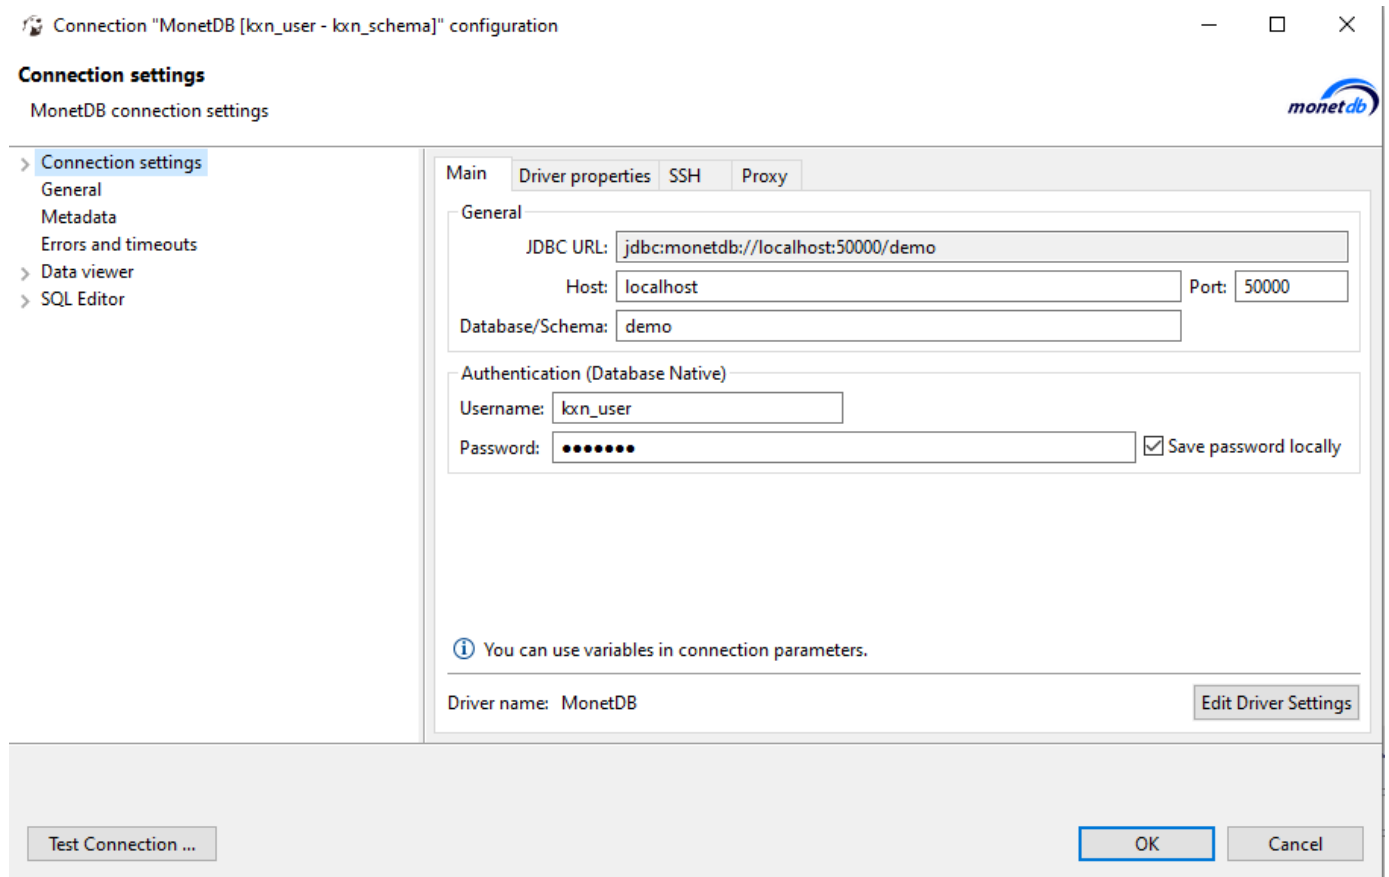 Connection "MonetDB [kxn_user - kxn_schema]" configuration
Connection settings
MonetDB connection settings
monetdb
Connection settings
General
Metadata
Errors and timeouts
Data viewer
SQL Editor
Main Driver properties SSH Proxy
General
JDBC URL: jdbc:monetdb://localhost:50000/demo
Host: localhost Port: 50000
Database/Schema: demo
Authentication (Database Native)
Username: kxn_user
Password: ●●●●●●● Save password locally
You can use variables in connection parameters.
Driver name: MonetDB Edit Driver Settings
Test Connection ... OK Cancel